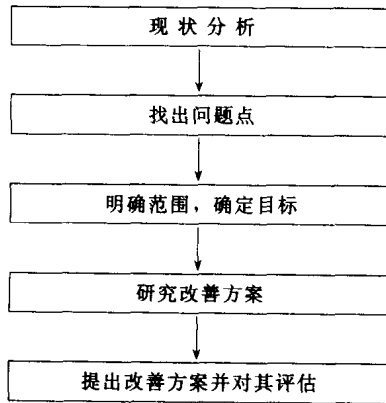 现状分析
找出问题点
明确范围，确定目标
研究改善方案
提出改善方案并对其评估